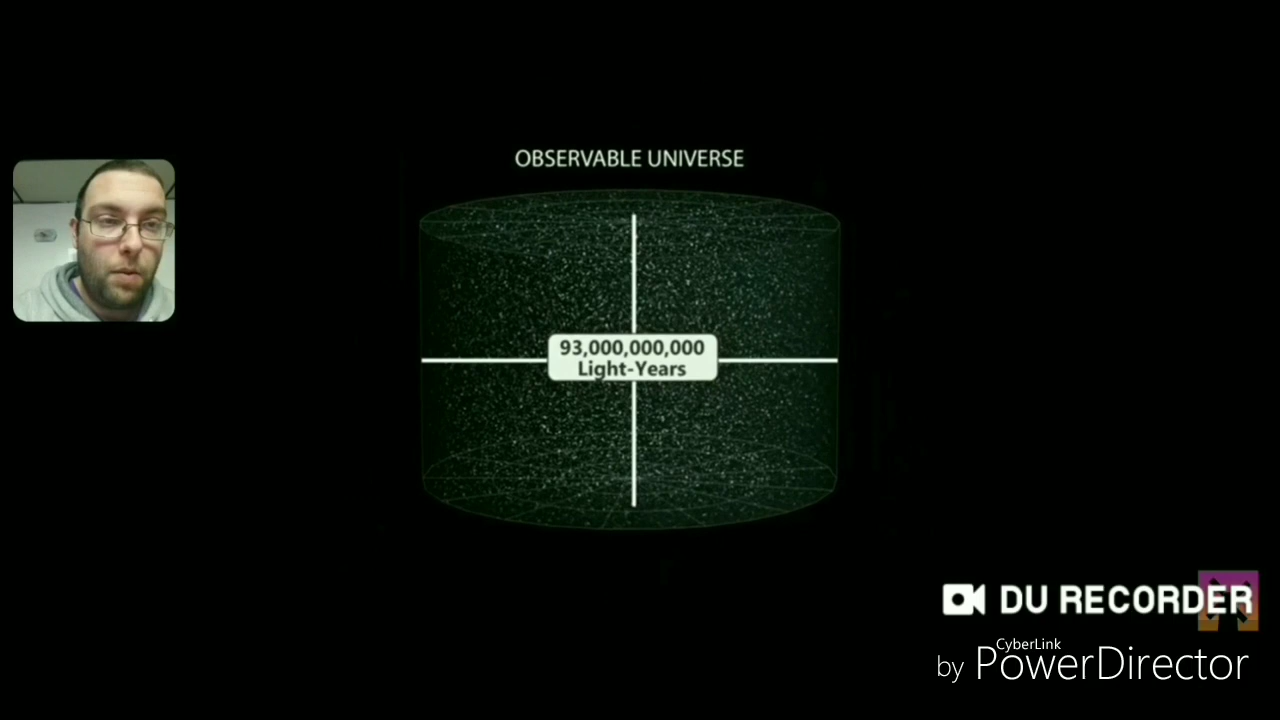 OBSERVABLE UNIVERSE
93,000,000,000
Light-Years
DU RECORDER
CyberLink
by PowerDirector